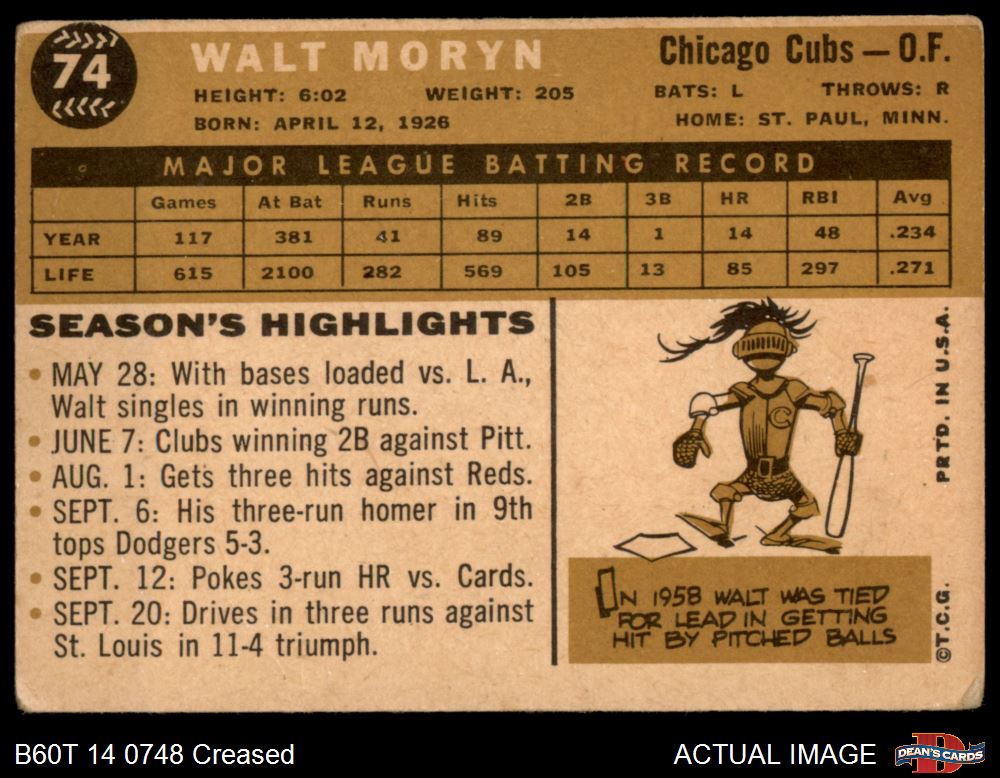 74
WALT MORYN
Chicago Cubs — O.F.
HEIGHT: 6:02 WEIGHT: 205 BATS: L THROWS: R
BORN: APRIL 12, 1926 HOME: ST. PAUL, MINN.
MAJOR LEAGUE BATTING RECORD
Games At Bat Runs Hits 2B 3B HR RBI Avg
YEAR 117 381 41 89 14 1 14 48 .234
LIFE 615 2100 282 569 105 13 85 297 .271
SEASON'S HIGHLIGHTS
• MAY 28: With bases loaded vs. L. A.,
Walt singles in winning runs.
• JUNE 7: Clubs winning 2B against Pitt.
• AUG. 1: Gets three hits against Reds.
• SEPT. 6: His three-run homer in 9th
tops Dodgers 5-3.
• SEPT. 12: Pokes 3-run HR vs. Cards.
• SEPT. 20: Drives in three runs against
St. Louis in 11-4 triumph.
C
IN 1958 WALT WAS TIED
FOR LEAD IN GETTING
HIT BY PITCHED BALLS
PRTD. IN U.S.A.
©T.C.G.
B60T 14 0748 Creased
ACTUAL IMAGE
DEAN'S CARDS